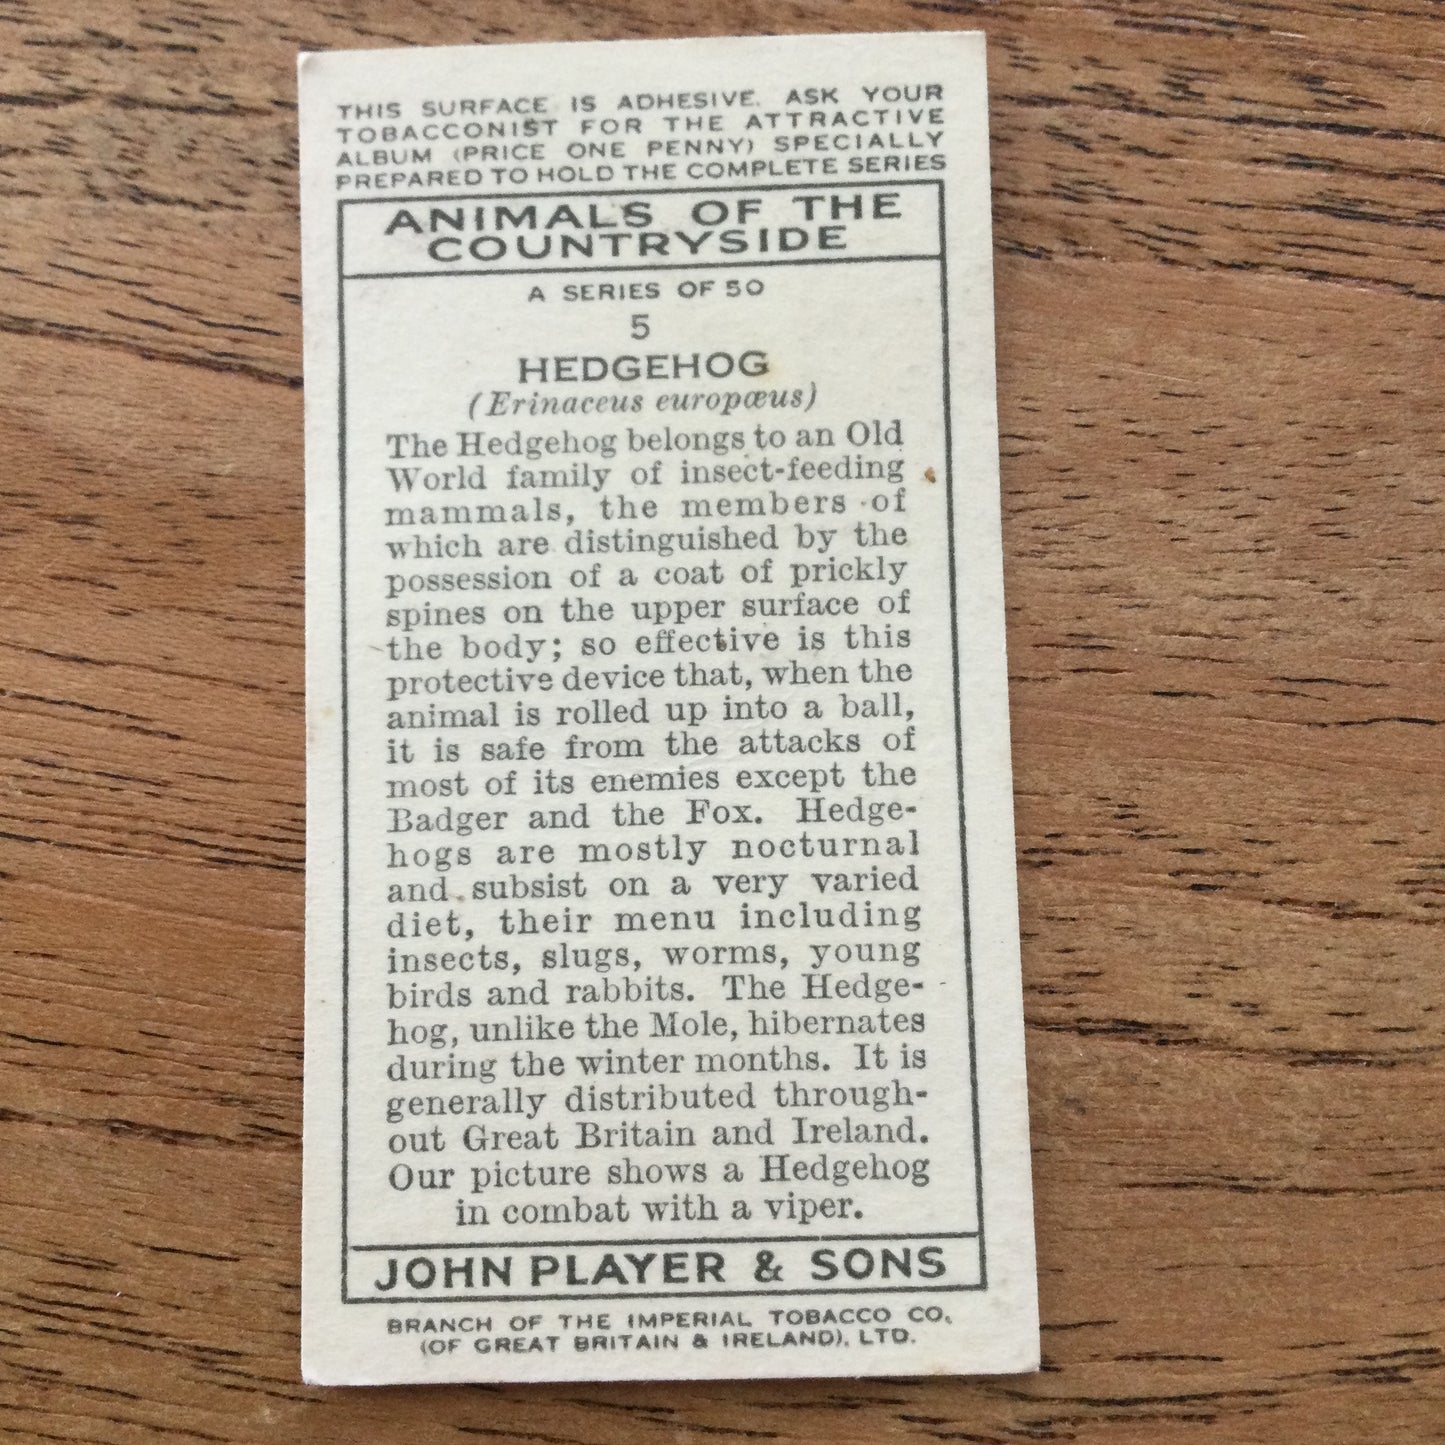 THIS SURFACE IS ADHESIVE. ASK YOUR
TOBACCONIST FOR THE ATTRACTIVE
ALBUM (PRICE ONE PENNY) SPECIALLY
PREPARED TO HOLD THE COMPLETE SERIES
ANIMALS OF THE
COUNTRYSIDE
A SERIES OF 50
5
HEDGEHOG
(Erinaceus europæus)
The Hedgehog belongs to an Old
World family of insect-feeding
mammals, the members of
which are distinguished by the
possession of a coat of prickly
spines on the upper surface of
the body; so effective is this
protective device that, when the
animal is rolled up into a ball,
it is safe from the attacks of
most of its enemies except the
Badger and the Fox. Hedge-
hogs are mostly nocturnal
and subsist on a very varied
diet, their menu including
insects, slugs, worms, young
birds and rabbits. The Hedge-
hog, unlike the Mole, hibernates
during the winter months. It is
generally distributed through-
out Great Britain and Ireland.
Our picture shows a Hedgehog
in combat with a viper.
JOHN PLAYER & SONS
BRANCH OF THE IMPERIAL TOBACCO CO.
(OF GREAT BRITAIN & IRELAND), LTD.